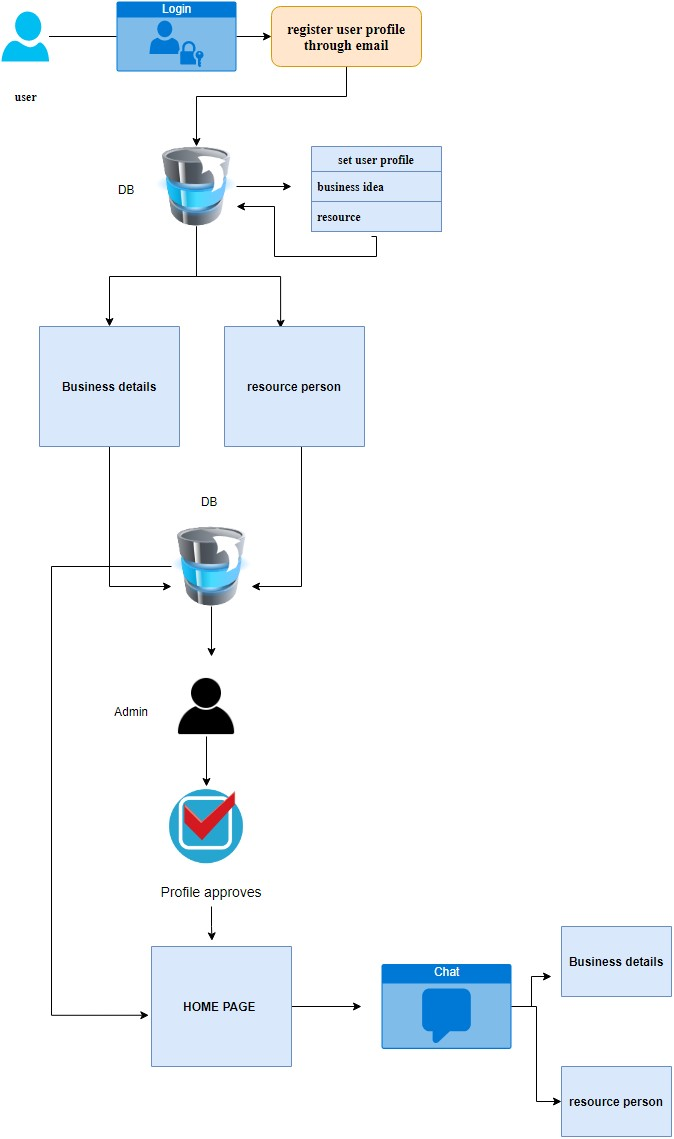 Login
register user profile
through email
user
DB
set user profile
business idea
resource
Business details
resource person
DB
Admin
Profile approves
HOME PAGE
Chat
Business details
resource person